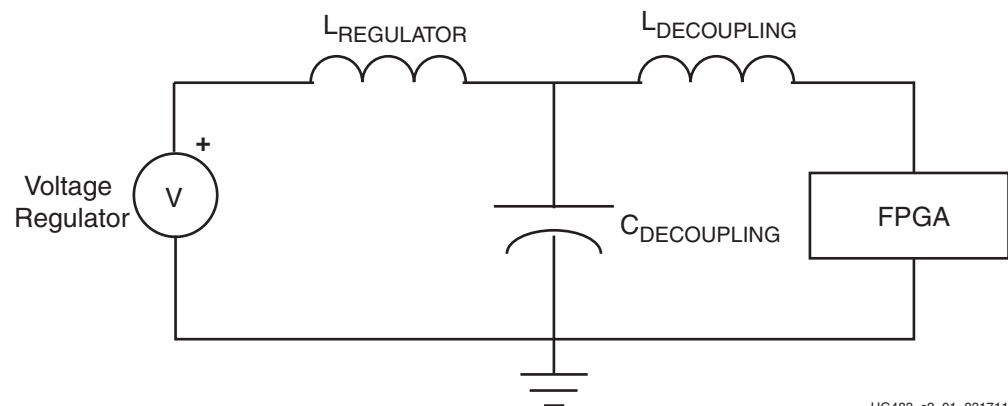 LREGULATOR
LDECOUPLING
+
Voltage
Regulator
V
CDECOUPLING
FPGA